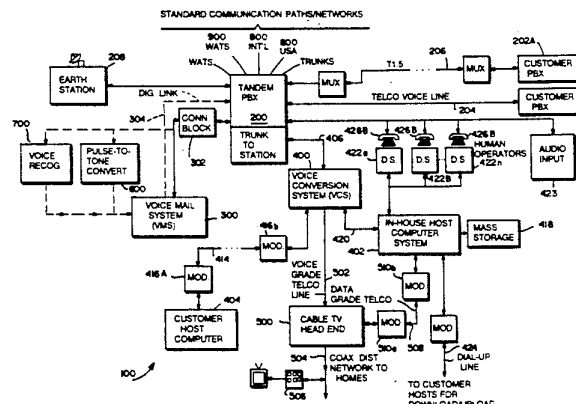 STANDARD COMMUNICATION PATHS/NETWORKS
900 WATS
800 INT'L
800 USA
WATS
TRUNKS
208
EARTH STATION
DIG. LINK
TANDEM PBX
200
TRUNK TO STATION
MUX
T1.5
206
MUX
202A
CUSTOMER PBX
TELCO VOICE LINE
204
CUSTOMER PBX
304
CONN BLOCK
302
700
VOICE RECOG
PULSE-TO-TONE CONVERT
600
VOICE MAIL SYSTEM (VMS)
300
406
400
VOICE CONVERSION SYSTEM (VCS)
426B
426B
426B
HUMAN OPERATORS
D.S.
D.S.
D.S.
422a
422B
422n
AUDIO INPUT
423
420
IN-HOUSE HOST COMPUTER SYSTEM
402
MASS STORAGE
418
416b
MOD.
414
416A
MOD
404
CUSTOMER HOST COMPUTER
VOICE GRADE TELCO LINE
502
DATA GRADE TELCO
510b
MOD
500
CABLE TV HEAD END
MOD
510a
508
MOD
424
DIAL-UP LINE
504
COAX DIST NETWORK TO HOMES
506
100
TO CUSTOMER HOSTS FOR DOWNLOAD/UPLOAD